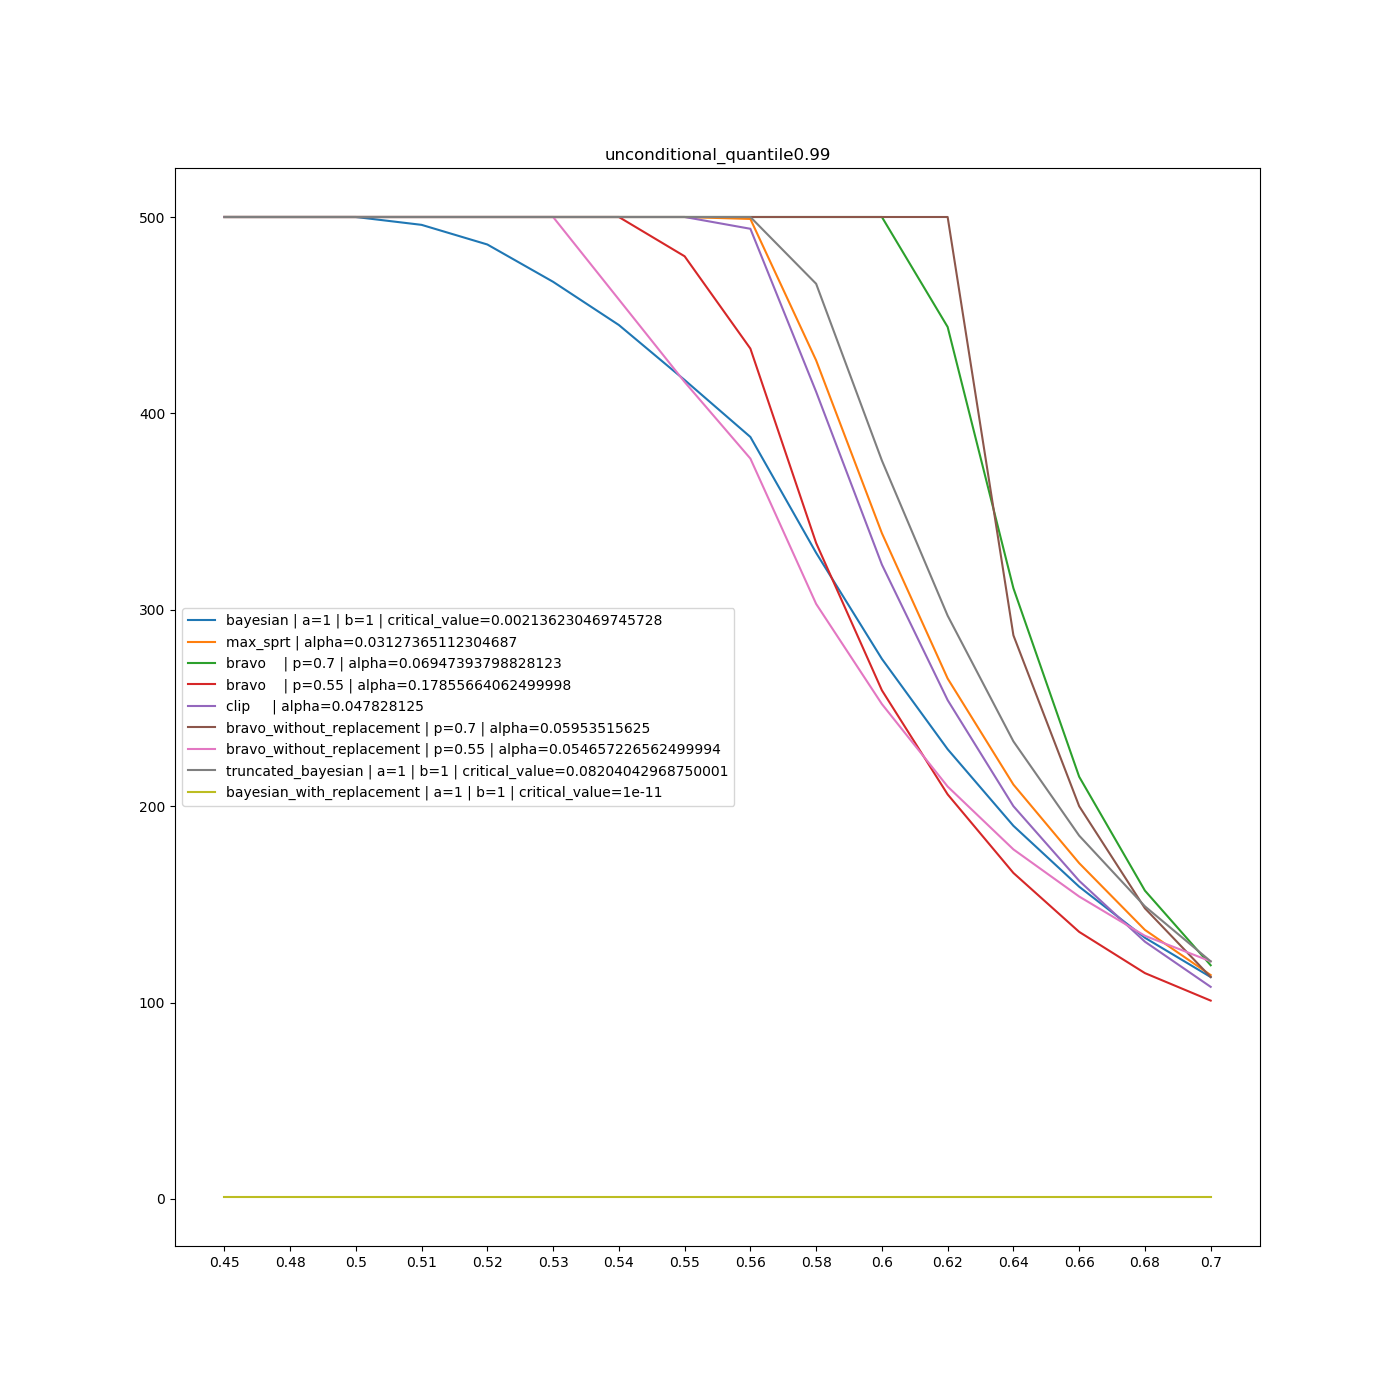 unconditional_quantile0.99
500
400
300
200
100
0
bayesian | a=1 | b=1 | critical_value=0.002136230469745728
max_sprt | alpha=0.03127365112304687
bravo    | p=0.7 | alpha=0.06947393798828123
bravo    | p=0.55 | alpha=0.17855664062499998
clip     | alpha=0.047828125
bravo_without_replacement | p=0.7 | alpha=0.05953515625
bravo_without_replacement | p=0.55 | alpha=0.054657226562499994
truncated_bayesian | a=1 | b=1 | critical_value=0.08204042968750001
bayesian_with_replacement | a=1 | b=1 | critical_value=1e-11
0.45 0.48 0.5 0.51 0.52 0.53 0.54 0.55 0.56 0.58 0.6 0.62 0.64 0.66 0.68 0.7